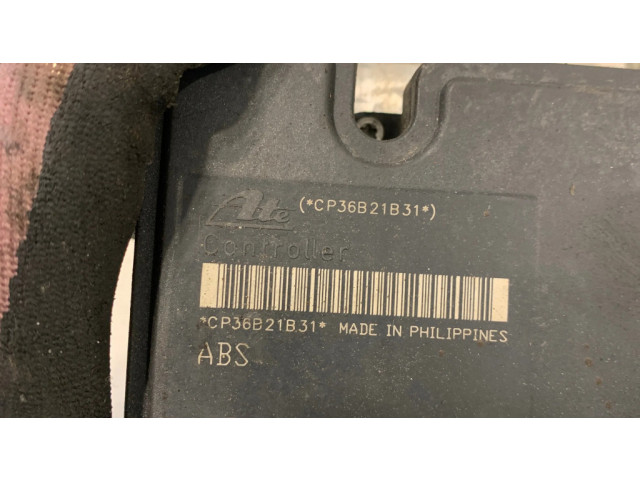 Ate (*CP36B21B31*)
Controller
*CP36B21B31* MADE IN PHILIPPINES
ABS